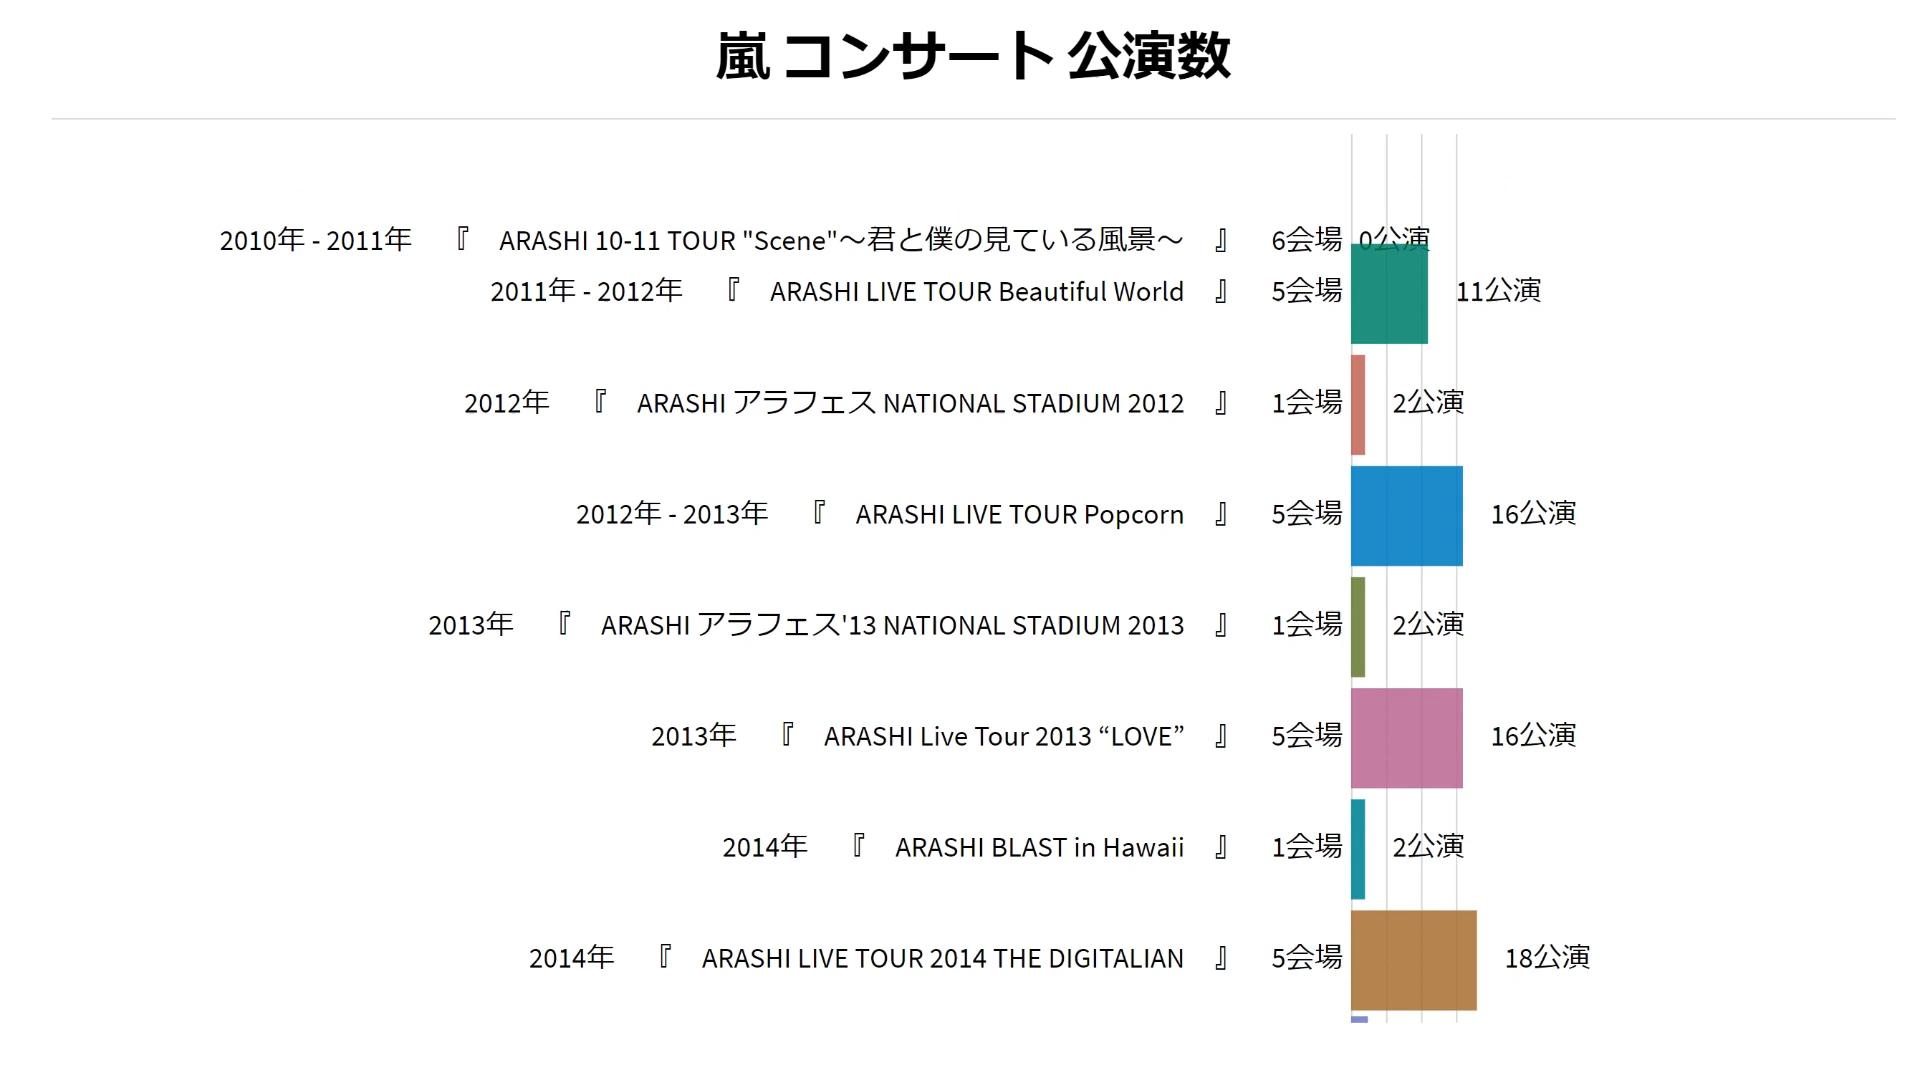 嵐 コンサート 公演数
2010年 - 2011年 『 ARASHI 10-11 TOUR "Scene"～君と僕の見ている風景～ 』 6会場 0公演
2011年 - 2012年 『 ARASHI LIVE TOUR Beautiful World 』 5会場 11公演
2012年 『 ARASHI アラフェス NATIONAL STADIUM 2012 』 1会場 2公演
2012年 - 2013年 『 ARASHI LIVE TOUR Popcorn 』 5会場 16公演
2013年 『 ARASHI アラフェス'13 NATIONAL STADIUM 2013 』 1会場 2公演
2013年 『 ARASHI Live Tour 2013 “LOVE” 』 5会場 16公演
2014年 『 ARASHI BLAST in Hawaii 』 1会場 2公演
2014年 『 ARASHI LIVE TOUR 2014 THE DIGITALIAN 』 5会場 18公演